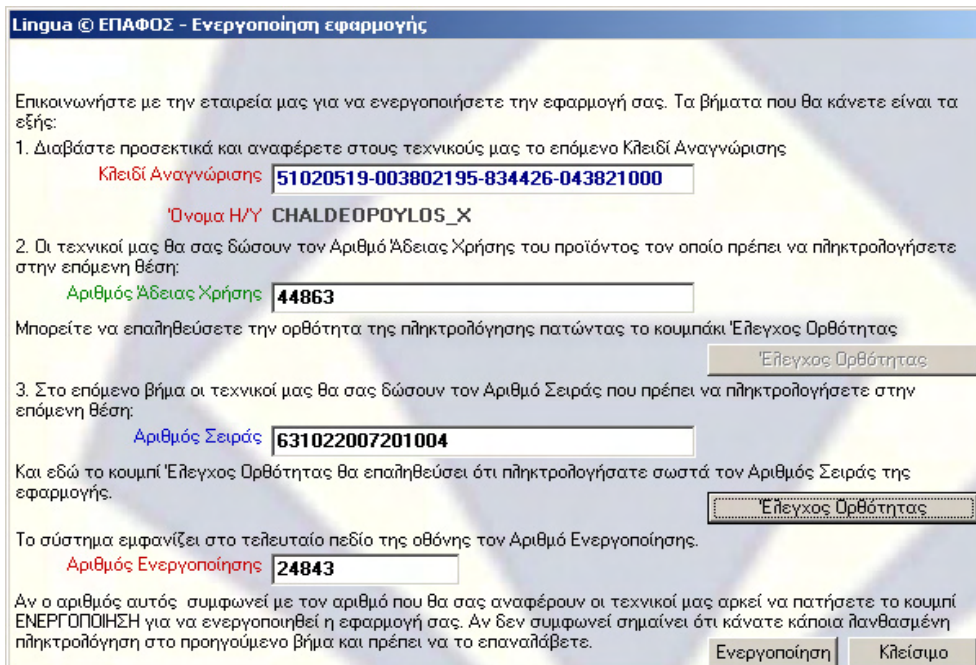 Lingua © ΕΠΑΦΟΣ - Ενεργοποίηση εφαρμογής
Επικοινωνήστε με την εταιρεία μας για να ενεργοποιήσετε την εφαρμογή σας. Τα βήματα που θα κάνετε είναι τα
εξής:
1. Διαβάστε προσεκτικά και αναφέρετε στους τεχνικούς μας το επόμενο Κλειδί Αναγνώρισης
Κλειδί Αναγνώρισης 51020519-003802195-834426-043821000
Όνομα Η/Υ CHALDEOPOYLOS_X
2. Οι τεχνικοί μας θα σας δώσουν τον Αριθμό Άδειας Χρήσης του προϊόντος τον οποίο πρέπει να πληκτρολογήσετε
στην επόμενη θέση:
Αριθμός Άδειας Χρήσης 44863
Μπορείτε να επαληθεύσετε την ορθότητα της πληκτρολόγησης πατώντας το κουμπάκι Έλεγχος Ορθότητας
Έλεγχος Ορθότητας
3. Στο επόμενο βήμα οι τεχνικοί μας θα σας δώσουν τον Αριθμό Σειράς που πρέπει να πληκτρολογήσετε στην
επόμενη θέση:
Αριθμός Σειράς 631022007201004
Και εδώ το κουμπί Έλεγχος Ορθότητας θα επαληθεύσει ότι πληκτρολογήσατε σωστά τον Αριθμός Σειράς της
εφαρμογής.
Έλεγχος Ορθότητας
Το σύστημα εμφανίζει στο τελευταίο πεδίο της οθόνης τον Αριθμό Ενεργοποίησης.
Αριθμός Ενεργοποίησης 24843
Αν ο αριθμός αυτός συμφωνεί με τον αριθμό που θα σας αναφέρουν οι τεχνικοί μας αρκεί να πατήσετε το κουμπί
ΕΝΕΡΓΟΠΟΙΗΣΗ για να ενεργοποιηθεί η εφαρμογή σας. Αν δεν συμφωνεί σημαίνει ότι κάνατε κάποια λανθασμένη
πληκτρολόγηση στο προηγούμενο βήμα και πρέπει να το επαναλάβετε.
Ενεργοποίηση Κλείσιμο